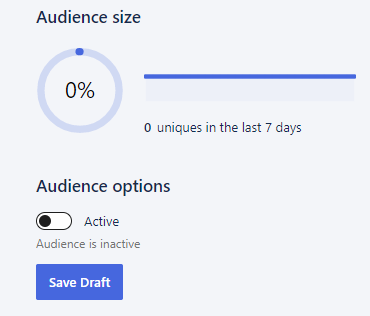 Audience size
0%
0 uniques in the last 7 days
Audience options
Active
Audience is inactive
Save Draft